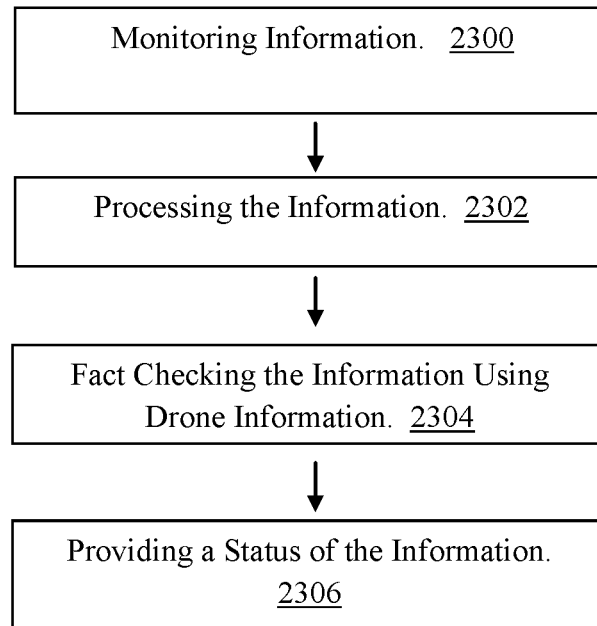 Monitoring Information. 2300
Processing the Information. 2302
Fact Checking the Information Using
Drone Information. 2304
Providing a Status of the Information.
2306